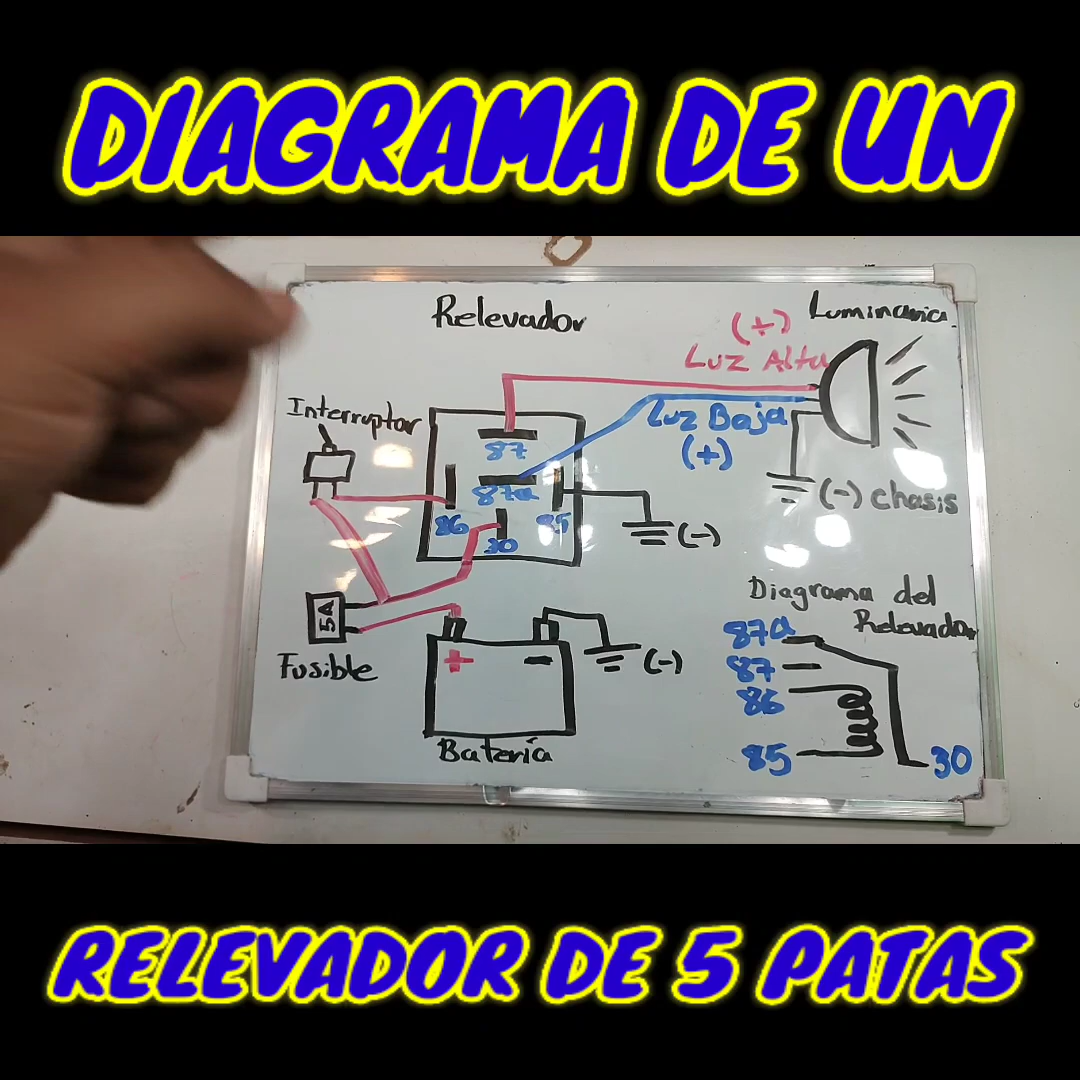 DIAGRAMA DE UN
Relevador
Luminaria.
(+)
Luz Alta
Interruptor
Luz Baja
(+)
87
87a
86
85
30
(-) chasis
(-)
5A
Fusible
+
-
(-)
Batería
Diagrama del
Relevador
87a
87
86
85
30
RELEVADOR DE 5 PATAS